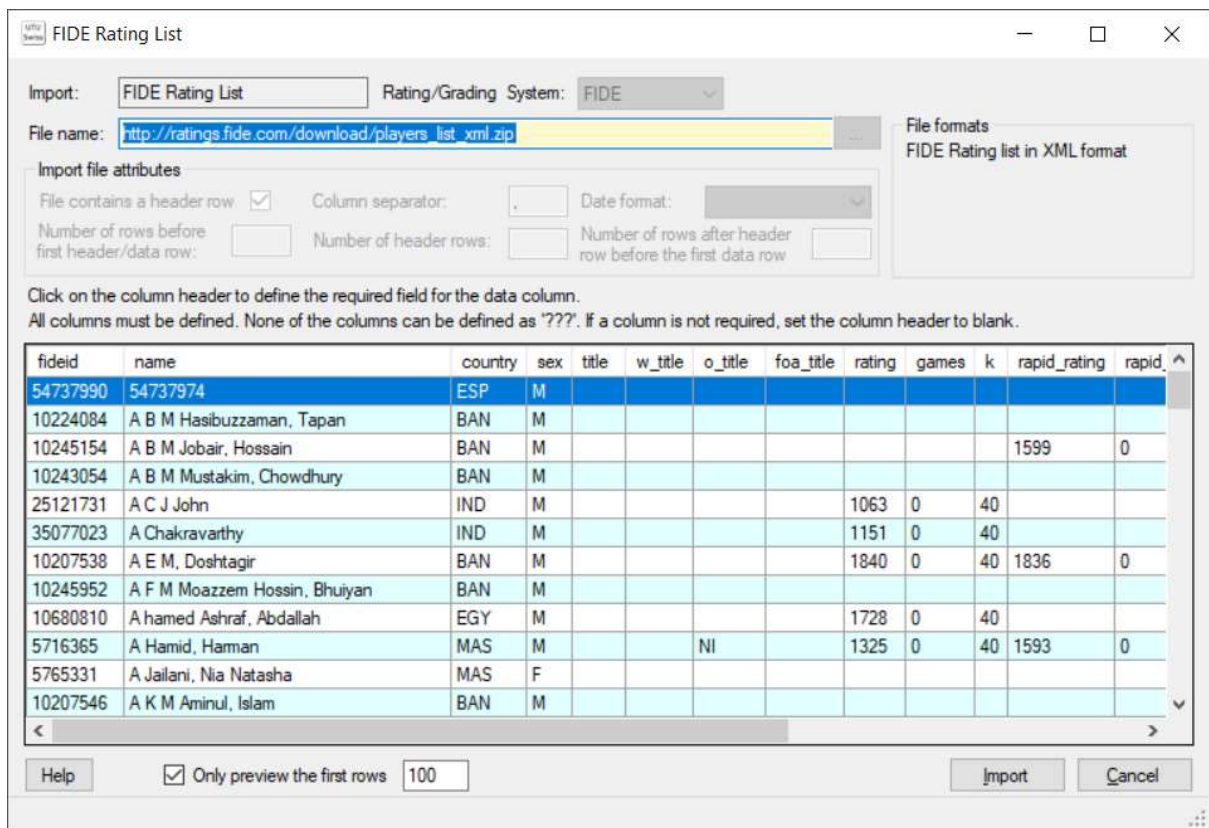 UTU Swiss FIDE Rating List
Import: FIDE Rating List Rating/Grading System: FIDE
File name: http://ratings.fide.com/download/players_list_xml.zip ...
File formats
FIDE Rating list in XML format
Import file attributes
File contains a header row Column separator: , Date format:
Number of rows before first header/data row: Number of header rows: Number of rows after header row before the first data row
Click on the column header to define the required field for the data column.
All columns must be defined. None of the columns can be defined as '???'. If a column is not required, set the column header to blank.
fideid name country sex title w_title o_title foa_title rating games k rapid_rating rapid_
54737990 54737974 ESP M
10224084 A B M Hasibuzzaman, Tapan BAN M
10245154 A B M Jobair, Hossain BAN M 1599 0
10243054 A B M Mustakim, Chowdhury BAN M
25121731 A C J John IND M 1063 0 40
35077023 A Chakravarthy IND M 1151 0 40
10207538 A E M, Doshtagir BAN M 1840 0 40 1836 0
10245952 A F M Moazzem Hossin, Bhuiyan BAN M
10680810 A hamed Ashraf, Abdallah EGY M 1728 0 40
5716365 A Hamid, Harman MAS M NI 1325 0 40 1593 0
5765331 A Jailani, Nia Natasha MAS F
10207546 A K M Aminul, Islam BAN M
Help Only preview the first rows 100 Import Cancel